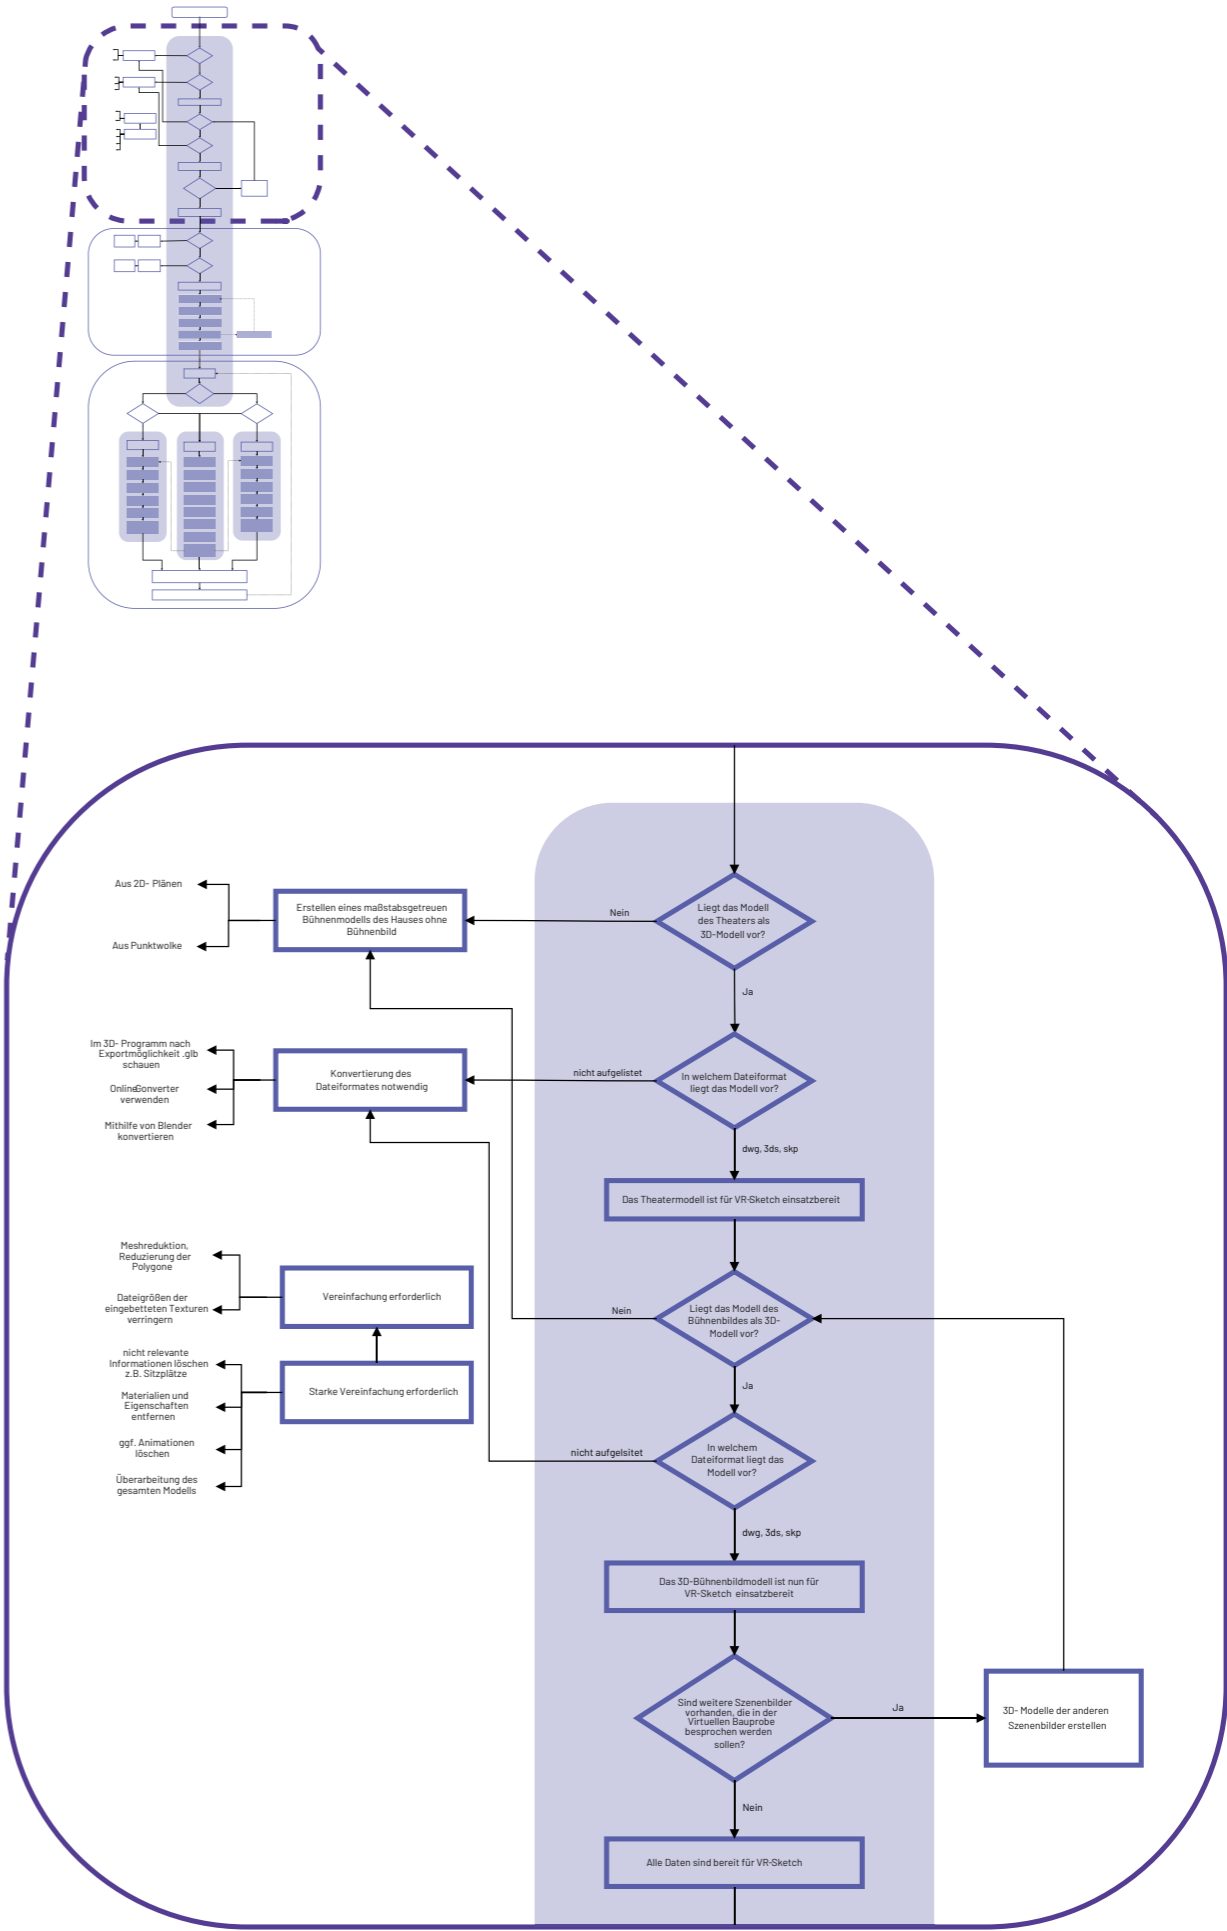 Liegt das Modell
des Theaters als
3D-Modell vor?
Nein
Erstellen eines maßstabsgetreuen
Bühnenmodells des Hauses ohne
Bühnenbild
Aus 2D- Plänen
Aus Punktwolke
Ja
In welchem Dateiformat
liegt das Modell vor?
nicht aufgelistet
Konvertierung des
Dateiformates notwendig
Im 3D- Programm nach
Exportmöglichkeit .glb
schauen
Online Converter
verwenden
Mithilfe von Blender
konvertieren
dwg, 3ds, skp
Das Theatermodell ist für VR-Sketch einsatzbereit
Liegt das Modell des
Bühnenbildes als 3D-
Modell vor?
Nein
Vereinfachung erforderlich
Meshreduktion,
Reduzierung der
Polygone
Dateigrößen der
eingebetteten Texturen
verringern
Starke Vereinfachung erforderlich
nicht relevante
Informationen löschen
z.B. Sitzplätze
Materialien und
Eigenschaften
entfernen
ggf. Animationen
löschen
Überarbeitung des
gesamten Modells
Ja
In welchem
Dateiformat liegt das
Modell vor?
nicht aufgelsitet
dwg, 3ds, skp
Das 3D-Bühnenbildmodell ist nun für
VR-Sketch einsatzbereit
Sind weitere Szenenbilder
vorhanden, die in der
Virtuellen Bauprobe
besprochen werden
sollen?
Ja
3D- Modelle der anderen
Szenenbilder erstellen
Nein
Alle Daten sind bereit für VR-Sketch